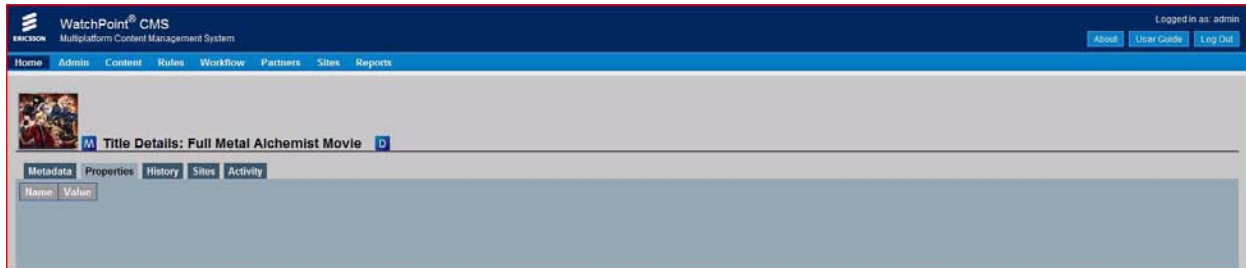 WatchPoint® CMS
Logged in as: admin
ERICSSON
Multiplatform Content Management System
About User Guide Log Out
Home Admin Content Rules Workflow Partners Sites Reports
M Title Details: Full Metal Alchemist Movie D
Metadata Properties History Sites Activity
Name Value